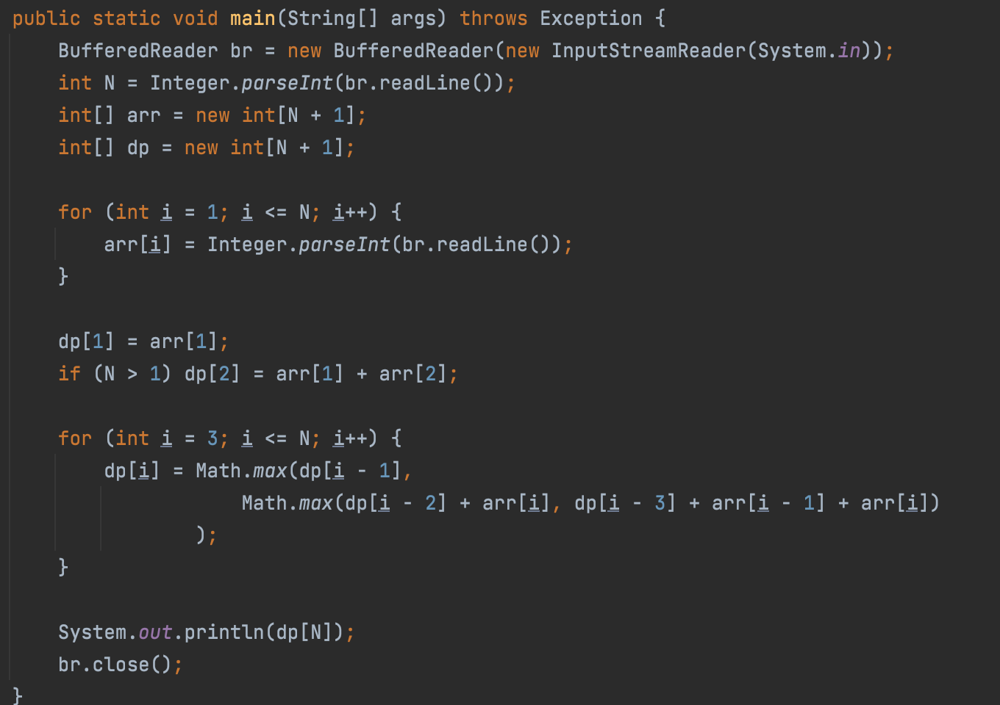 public static void main(String[] args) throws Exception {
    BufferedReader br = new BufferedReader(new InputStreamReader(System.in));
    int N = Integer.parseInt(br.readLine());
    int[] arr = new int[N + 1];
    int[] dp = new int[N + 1];

    for (int i = 1; i <= N; i++) {
        arr[i] = Integer.parseInt(br.readLine());
    }

    dp[1] = arr[1];
    if (N > 1) dp[2] = arr[1] + arr[2];

    for (int i = 3; i <= N; i++) {
        dp[i] = Math.max(dp[i - 1],
                    Math.max(dp[i - 2] + arr[i], dp[i - 3] + arr[i - 1] + arr[i])
                );
    }

    System.out.println(dp[N]);
    br.close();
}